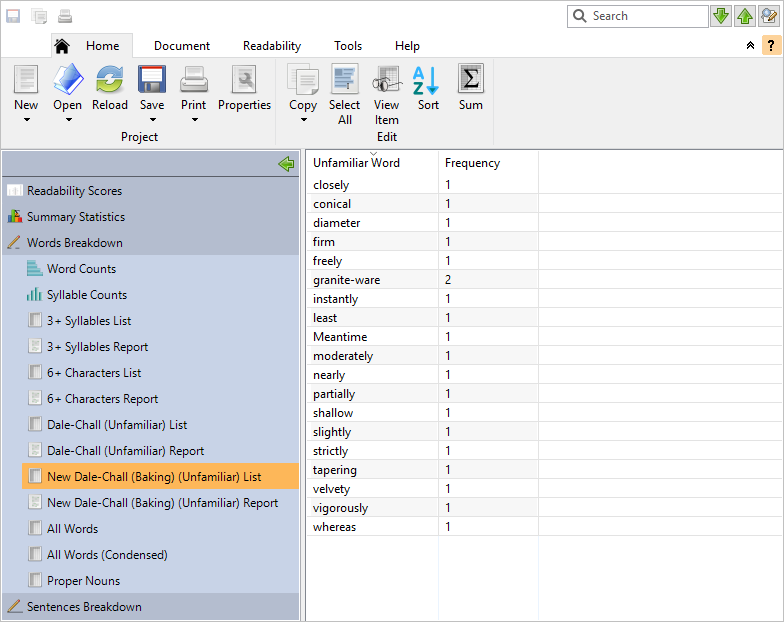 Search
Home Document Readability Tools Help
?
New Open Reload Save Print Properties Copy Select All View Item Sort Sum
Project Edit
Readability Scores
Summary Statistics
Words Breakdown
Word Counts
Syllable Counts
3+ Syllables List
3+ Syllables Report
6+ Characters List
6+ Characters Report
Dale-Chall (Unfamiliar) List
Dale-Chall (Unfamiliar) Report
New Dale-Chall (Baking) (Unfamiliar) List
New Dale-Chall (Baking) (Unfamiliar) Report
All Words
All Words (Condensed)
Proper Nouns
Sentences Breakdown
Unfamiliar Word Frequency
closely 1
conical 1
diameter 1
firm 1
freely 1
granite-ware 2
instantly 1
least 1
Meantime 1
moderately 1
nearly 1
partially 1
shallow 1
slightly 1
strictly 1
tapering 1
velvety 1
vigorously 1
whereas 1